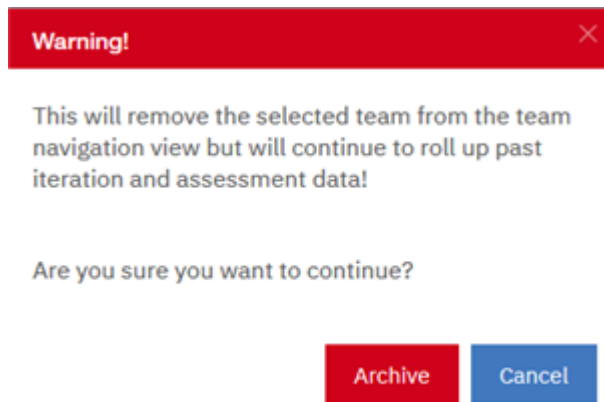 Warning!
This will remove the selected team from the team
navigation view but will continue to roll up past
iteration and assessment data!
Are you sure you want to continue?
Archive Cancel